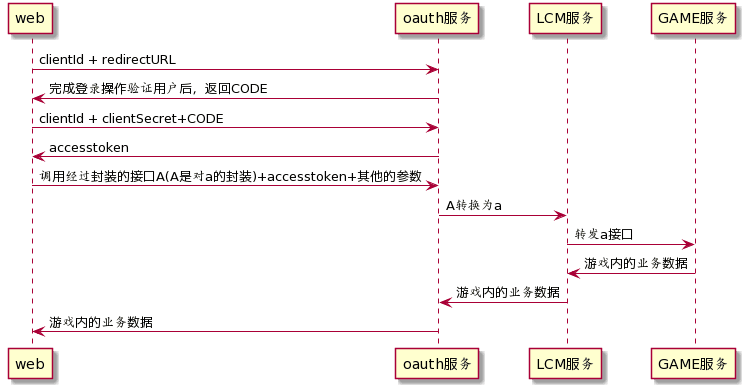 web oauth服务 LCM服务 GAME服务
clientId + redirectURL
完成登录操作验证用户后，返回CODE
clientId + clientSecret+CODE
accesstoken
调用经过封装的接口A(A是对a的封装)+accesstoken+其他的参数
A转换为a
转发a接口
游戏内的业务数据
游戏内的业务数据
游戏内的业务数据
web oauth服务 LCM服务 GAME服务